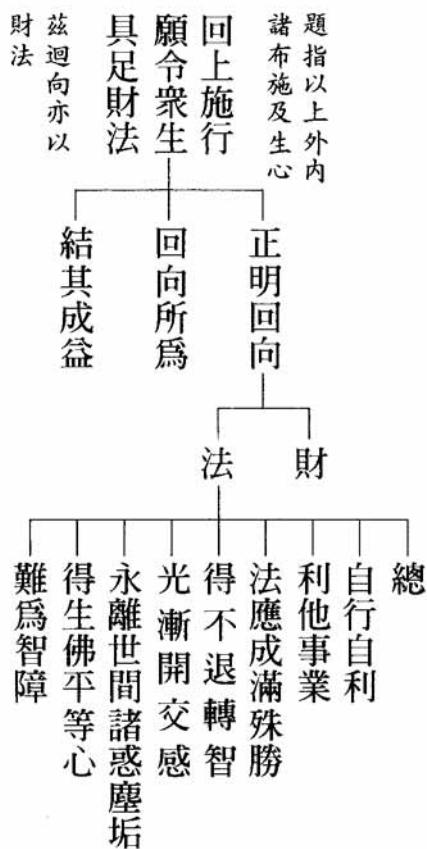 題指以上外内
諸布施及生心
回上施行
願令衆生
具足財法
茲迴向亦以
財法
正明回向
回向所爲
結其成益
財
法
總
自行自利
利他事業
法應成滿殊勝
得不退轉智
光漸開交感
永離世間諸惑塵垢
得生佛平等心
難爲智障